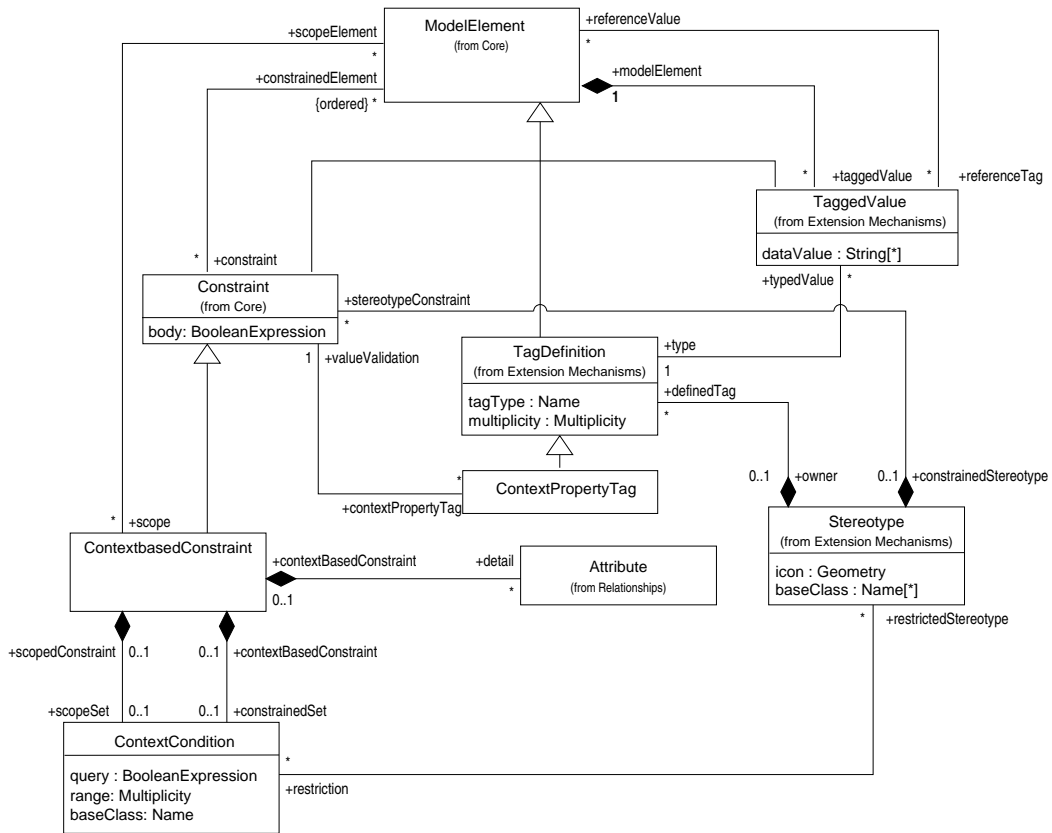 ModelElement
(from Core)
+referenceValue
*
+scopeElement
*
+constrainedElement
{ordered} *
+modelElement
1
* +taggedValue
* +referenceTag
TaggedValue
(from Extension Mechanisms)
dataValue : String[*]
+typedValue *
* +constraint
Constraint
(from Core)
body: BooleanExpression
+stereotypeConstraint
*
1 +valueValidation
TagDefinition
(from Extension Mechanisms)
tagType : Name
multiplicity : Multiplicity
+type
1
+definedTag
*
*
+contextPropertyTag
ContextPropertyTag
0..1 +owner
0..1 +constrainedStereotype
Stereotype
(from Extension Mechanisms)
icon : Geometry
baseClass : Name[*]
* +restrictedStereotype
* +scope
ContextbasedConstraint
+contextBasedConstraint
0..1
+detail
*
Attribute
(from Relationships)
+scopedConstraint 0..1
0..1 +contextBasedConstraint
+scopeSet 0..1
0..1 +constrainedSet
ContextCondition
query : BooleanExpression
range: Multiplicity
baseClass: Name
*
+restriction